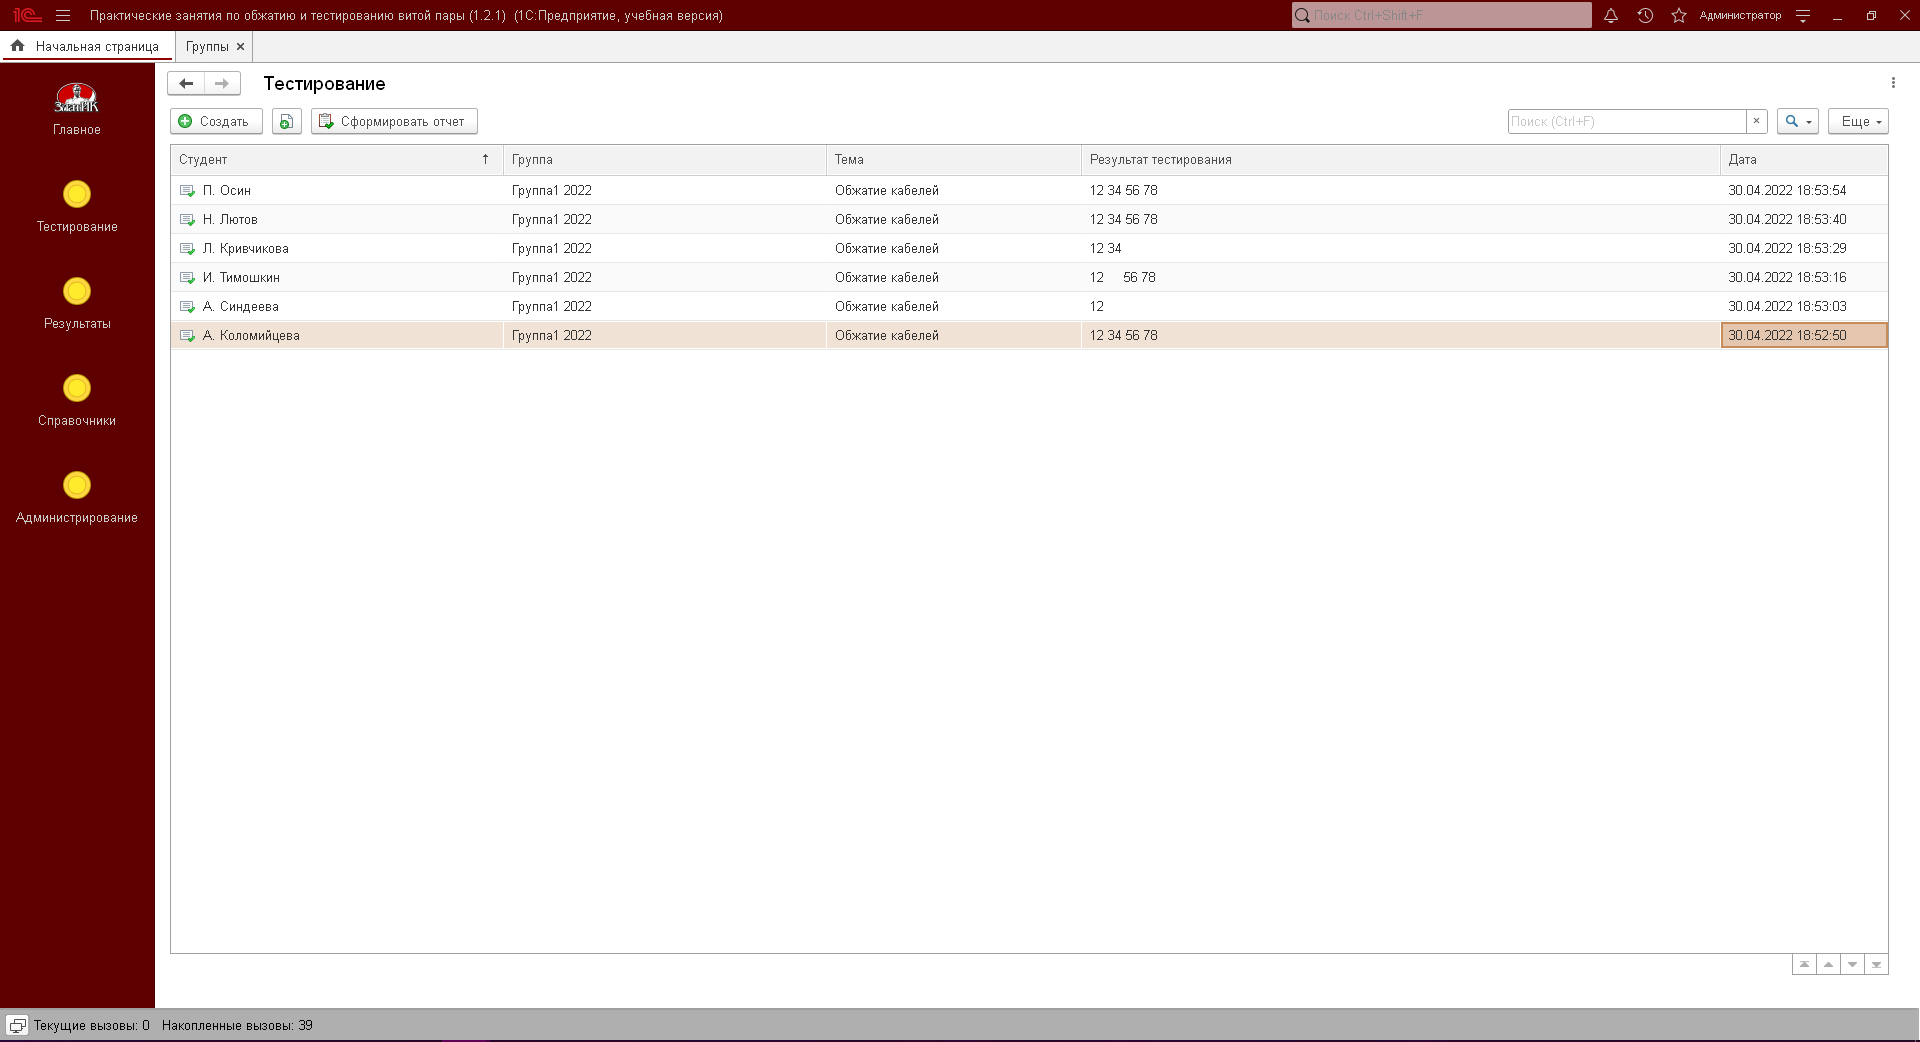 1С Практические занятия по обжатию и тестированию витой пары (1.2.1) (1С:Предприятие, учебная версия) Поиск Ctrl+Shift+F Администратор
Начальная страница Группы
ЗлатИК
Главное
Тестирование
Результаты
Справочники
Администрирование
Тестирование
Создать Сформировать отчет Поиск (Ctrl+F) Еще
Студент Группа Тема Результат тестирования Дата
П. Осин Группа1 2022 Обжатие кабелей 12 34 56 78 30.04.2022 18:53:54
Н. Лютов Группа1 2022 Обжатие кабелей 12 34 56 78 30.04.2022 18:53:40
Л. Кривчикова Группа1 2022 Обжатие кабелей 12 34 30.04.2022 18:53:29
И. Тимошкин Группа1 2022 Обжатие кабелей 12 56 78 30.04.2022 18:53:16
А. Синдеева Группа1 2022 Обжатие кабелей 12 30.04.2022 18:53:03
А. Коломийцева Группа1 2022 Обжатие кабелей 12 34 56 78 30.04.2022 18:52:50
Текущие вызовы: 0 Накопленные вызовы: 39